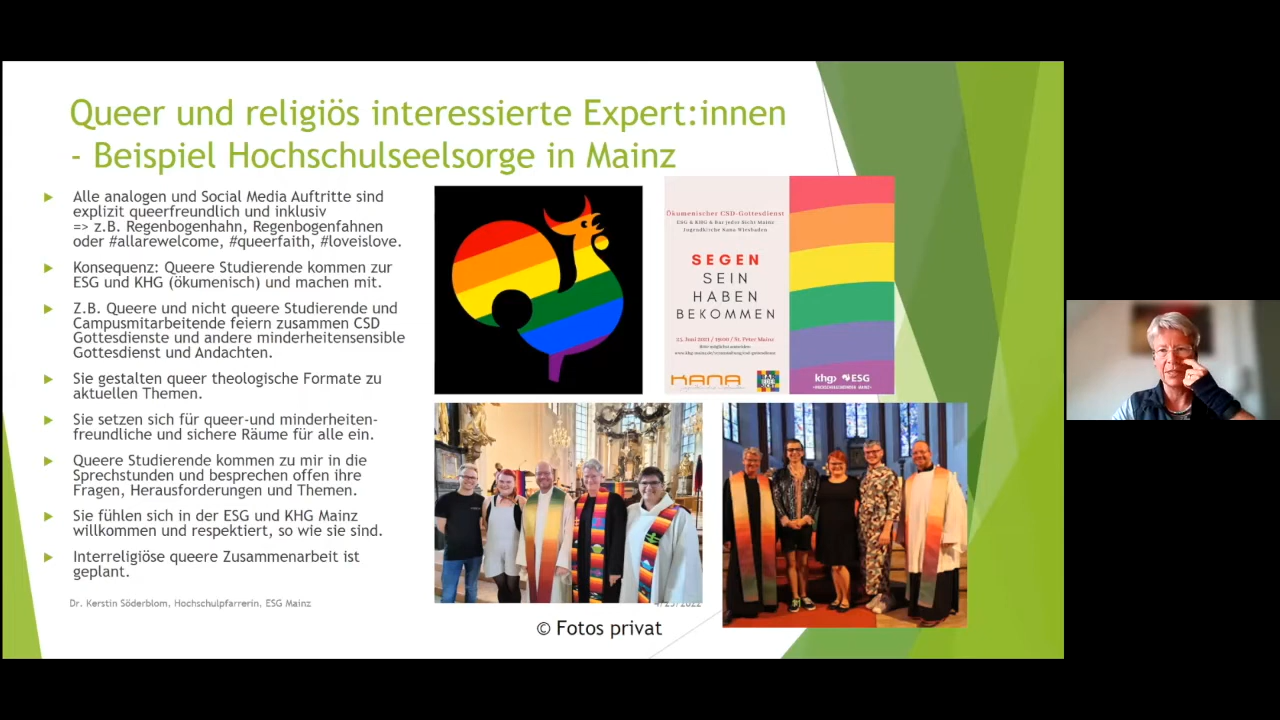 Queer und religiös interessierte Expert:innen
- Beispiel Hochschulseelsorge in Mainz
Alle analogen und Social Media Auftritte sind
explizit queerfreundlich und inklusiv
=> z.B. Regenbogenhahn, Regenbogenfahnen
oder #allarewelcome, #queerfaith, #loveislove.
Konsequenz: Queere Studierende kommen zur
ESG und KHG (ökumenisch) und machen mit.
Z.B. Queere und nicht queere Studierende und
Campusmitarbeitende feiern zusammen CSD
Gottesdienste und andere minderheitensensible
Gottesdienst und Andachten.
Sie gestalten queer theologische Formate zu
aktuellen Themen.
Sie setzen sich für queer-und minderheiten-
freundliche und sichere Räume für alle ein.
Queere Studierende kommen zu mir in die
Sprechstunden und besprechen offen ihre
Fragen, Herausforderungen und Themen.
Sie fühlen sich in der ESG und KHG Mainz
willkommen und respektiert, so wie sie sind.
Interreligiöse queere Zusammenarbeit ist
geplant.
Dr. Kerstin Söderblom, Hochschulpfarrerin, ESG Mainz
Ökumenischer CSD-Gottesdienst
ESG & KHG & Bar jeder Sicht Mainz
Jugendkirche Kana Wiesbaden
SEGEN
SEIN
HABEN
BEKOMMEN
/ St. Peter Mainz
KANA
khg
ESG
© Fotos privat